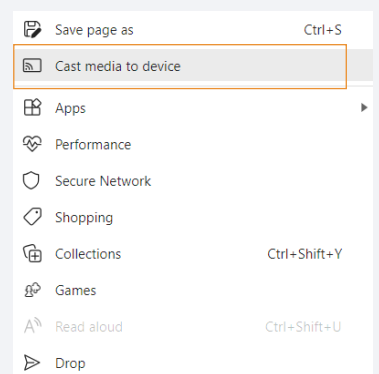 Save page as Ctrl+S
Cast media to device
Apps
Performance
Secure Network
Shopping
Collections Ctrl+Shift+Y
Games
Read aloud Ctrl+Shift+U
Drop